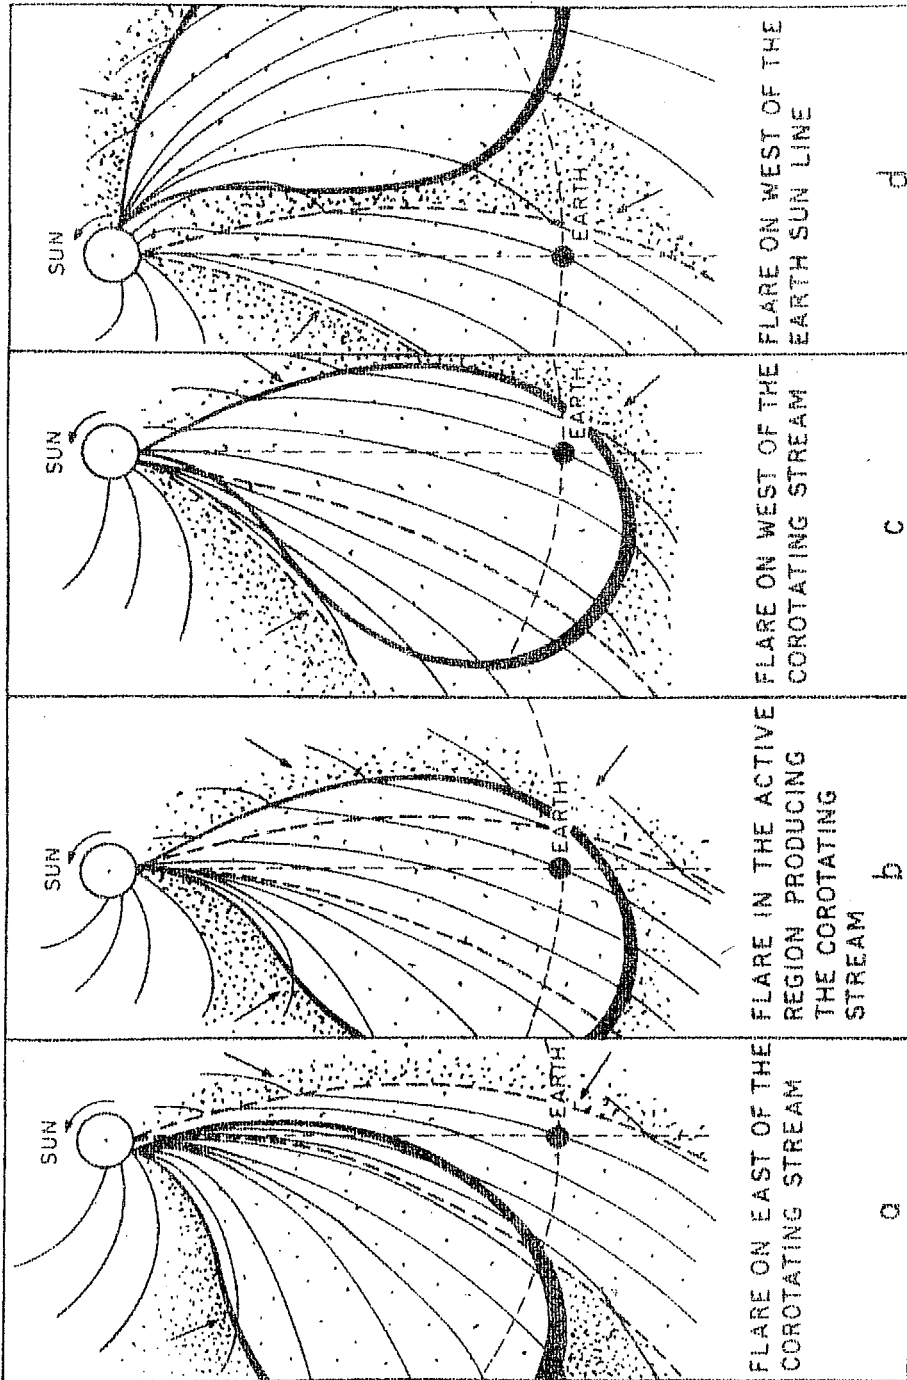 SUN
EARTH
FLARE ON EAST OF THE
COROTATING STREAM
a
SUN
EARTH
FLARE IN THE ACTIVE
REGION PRODUCING
THE COROTATING
STREAM
b
SUN
EARTH
FLARE ON WEST OF THE
COROTATING STREAM
c
SUN
EARTH
FLARE ON WEST OF THE
EARTH SUN LINE
d